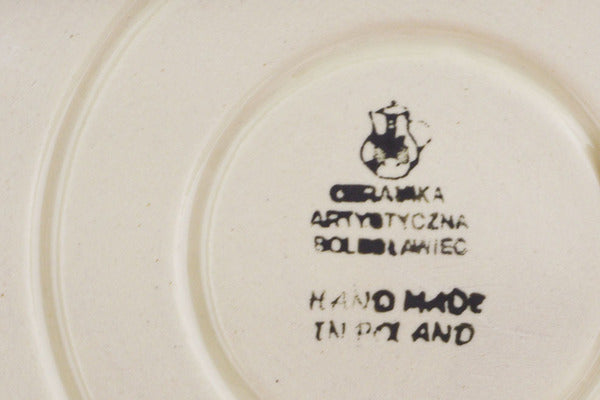 CERAMIKA
ARTYSTYCZNA
BOLESŁAWIEC
HAND MADE
IN POLAND